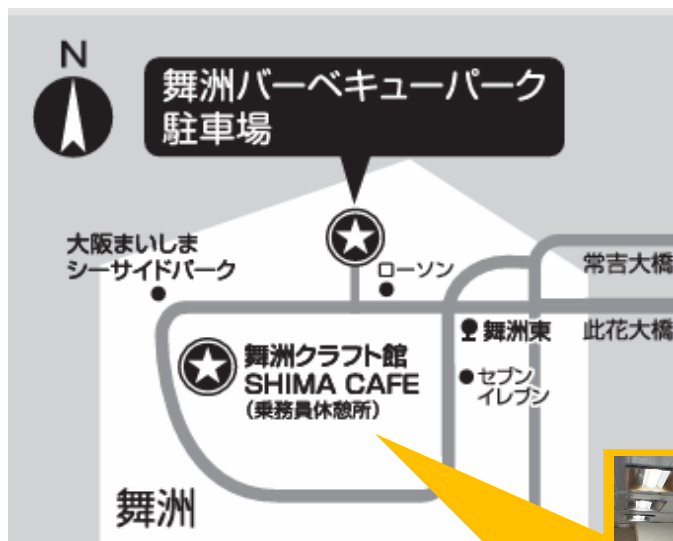 N
舞洲バーベキューパーク
駐車場
大阪まいしま
シーサイドパーク
ローソン
常吉大橋
舞洲東
此花大橋
舞洲クラフト館
SHIMA CAFE
(乗務員休憩所)
セブン
イレブン
舞洲